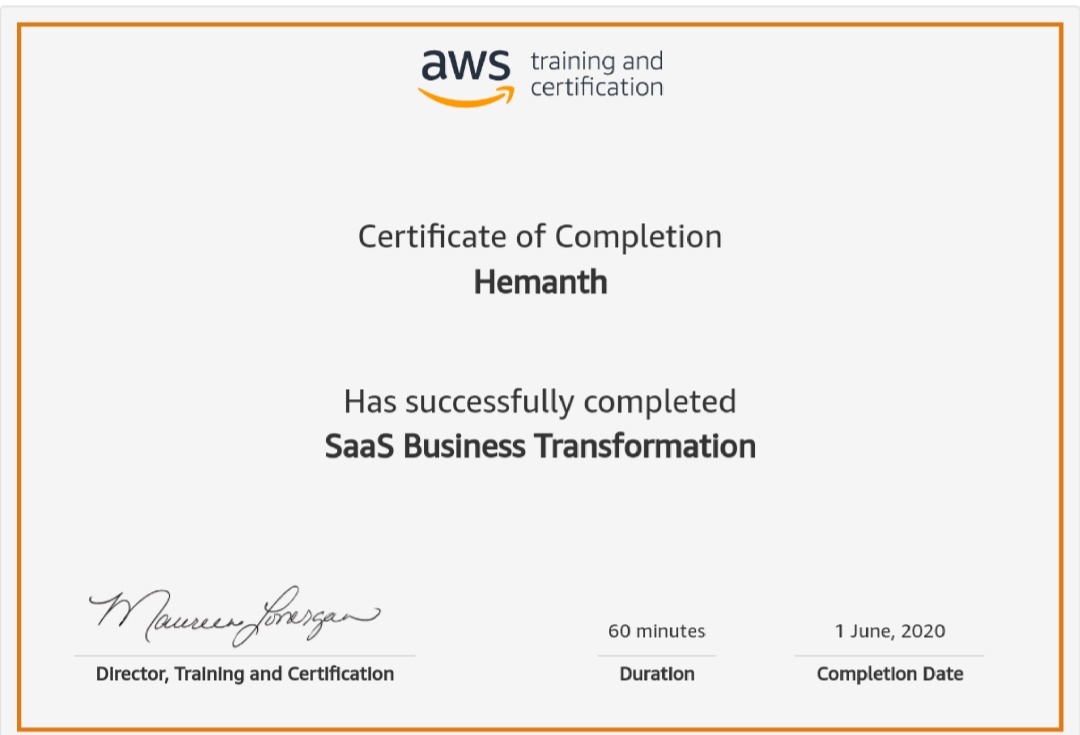 aws training and
certification
Certificate of Completion
Hemanth
Has successfully completed
SaaS Business Transformation
Maureen Lonergan
60 minutes
1 June, 2020
Director, Training and Certification
Duration
Completion Date